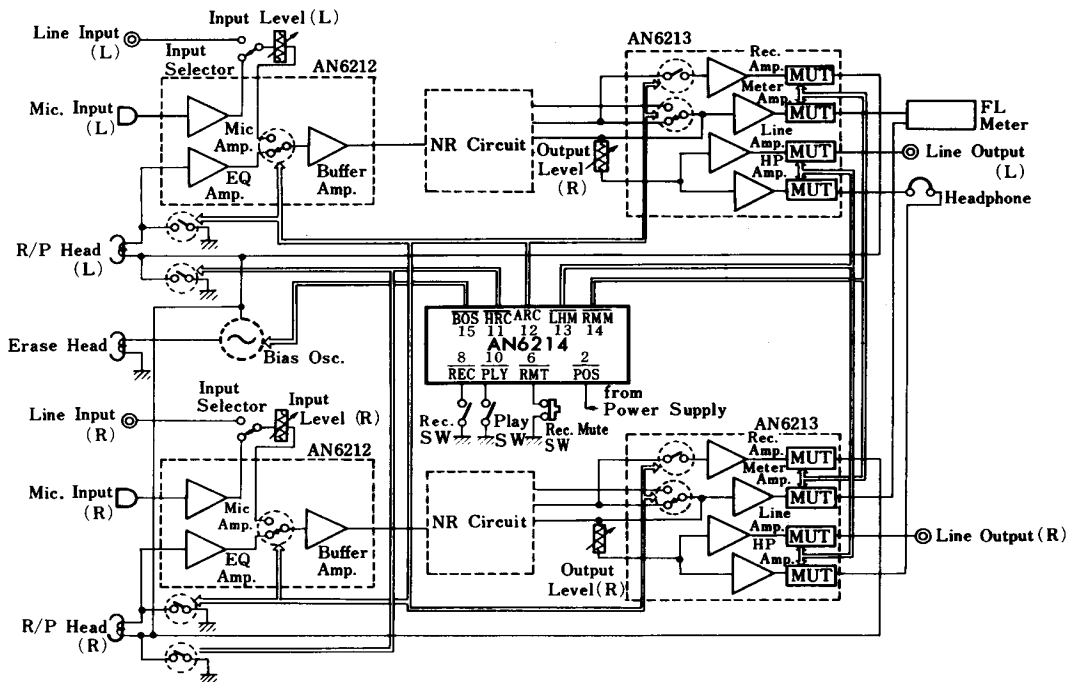 Line Input
(L)
Input Level (L)
Input
Selector
AN6212
Mic. Input
(L)
Mic
Amp.
EQ
Amp.
Buffer
Amp.
NR Circuit
Output
Level
(R)
AN6213
Rec.
Amp.
MUT
Meter
Amp.
MUT
Line
Amp.
MUT
HP
Amp.
MUT
FL
Meter
Line Output
(L)
Headphone
R/P Head
(L)
Erase Head
Bias Osc.
BOS HRC ARC LHM RMM
15 11 12 13 14
AN6214
8 10 6 2
REC PLY RMT POS
Rec.
SW
Play
SW
Rec. Mute
SW
from
Power Supply
Line Input
(R)
Input
Selector
Input
Level (R)
AN6212
Mic. Input
(R)
Mic
Amp.
EQ
Amp.
Buffer
Amp.
NR Circuit
Output
Level (R)
AN6213
Rec.
Amp.
MUT
Meter
Amp.
MUT
Line
Amp.
MUT
HP
Amp.
MUT
Line Output (R)
R/P Head
(R)